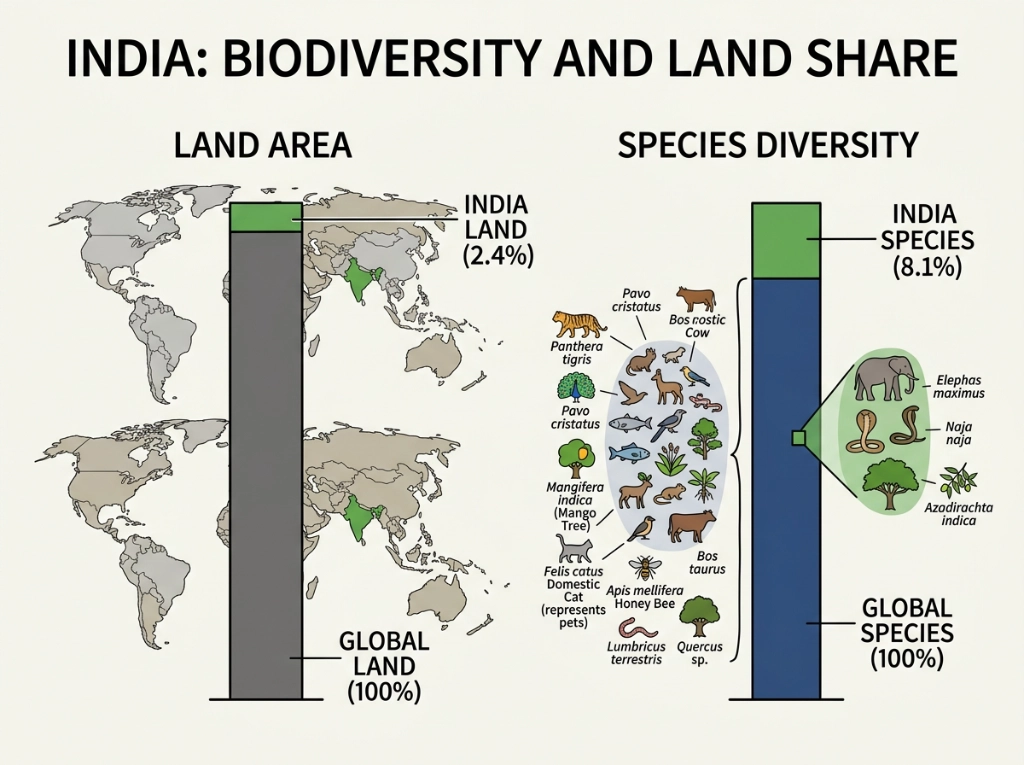 INDIA: BIODIVERSITY AND LAND SHARE
LAND AREA
INDIA
LAND
(2.4%)
GLOBAL
LAND
(100%)
SPECIES DIVERSITY
INDIA
SPECIES
(8.1%)
Pavo
cristatus
Bos
Cow
Panthera
tigris
Pavo
cristatus
Mangifera
indica
(Mango
Tree)
Felis catus
Domestic
Cat
(represents
pets)
Apis mellifera
Honey Bee
Bos
taurus
Lumbricus
terrestris
Quercus
sp.
Elephas
maximus
Naja
naja
Azadirachta
indica
GLOBAL
SPECIES
(100%)